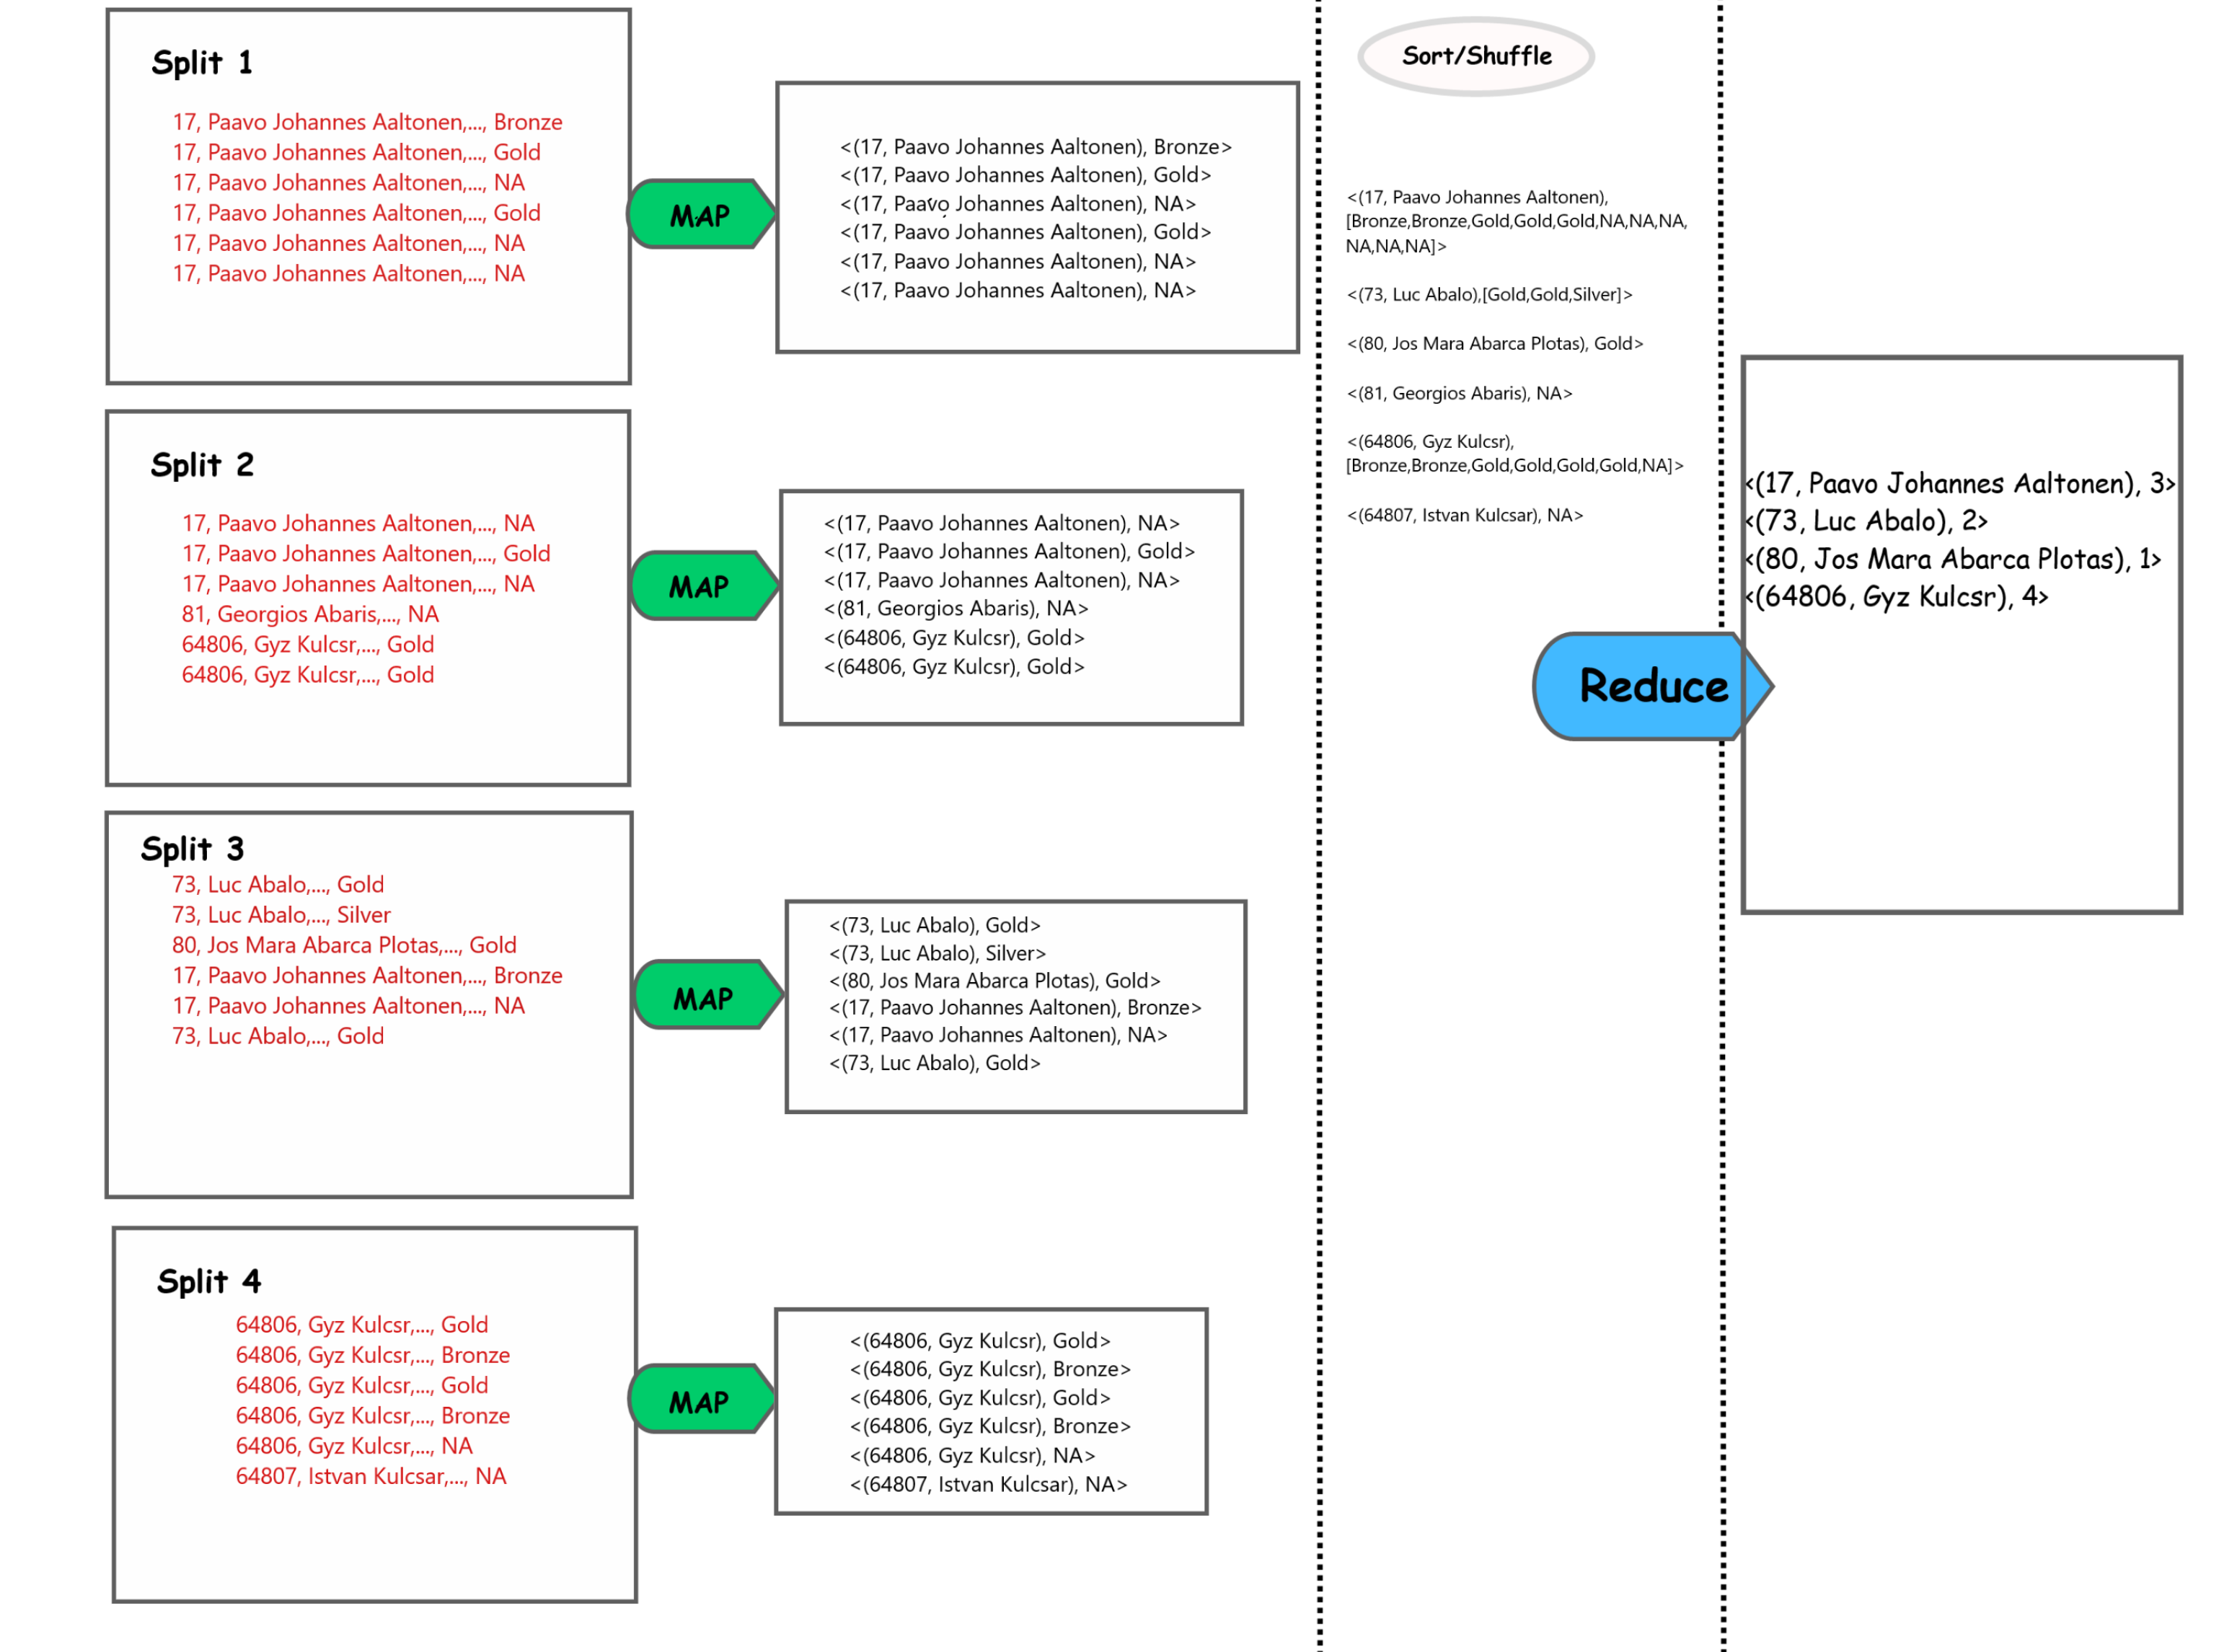 Split 1
17, Paavo Johannes Aaltonen,..., Bronze
17, Paavo Johannes Aaltonen,..., Gold
17, Paavo Johannes Aaltonen,..., NA
17, Paavo Johannes Aaltonen,..., Gold
17, Paavo Johannes Aaltonen,..., NA
17, Paavo Johannes Aaltonen,..., NA
MAP
<(17, Paavo Johannes Aaltonen), Bronze>
<(17, Paavo Johannes Aaltonen), Gold>
<(17, Paavo Johannes Aaltonen), NA>
<(17, Paavo Johannes Aaltonen), Gold>
<(17, Paavo Johannes Aaltonen), NA>
<(17, Paavo Johannes Aaltonen), NA>
Split 2
17, Paavo Johannes Aaltonen,..., NA
17, Paavo Johannes Aaltonen,..., Gold
17, Paavo Johannes Aaltonen,..., NA
81, Georgios Abaris,..., NA
64806, Gyz Kulcsr,..., Gold
64806, Gyz Kulcsr,..., Gold
MAP
<(17, Paavo Johannes Aaltonen), NA>
<(17, Paavo Johannes Aaltonen), Gold>
<(17, Paavo Johannes Aaltonen), NA>
<(81, Georgios Abaris), NA>
<(64806, Gyz Kulcsr), Gold>
<(64806, Gyz Kulcsr), Gold>
Split 3
73, Luc Abalo,..., Gold
73, Luc Abalo,..., Silver
80, Jos Mara Abarca Plotas,..., Gold
17, Paavo Johannes Aaltonen,..., Bronze
17, Paavo Johannes Aaltonen,..., NA
73, Luc Abalo,..., Gold
MAP
<(73, Luc Abalo), Gold>
<(73, Luc Abalo), Silver>
<(80, Jos Mara Abarca Plotas), Gold>
<(17, Paavo Johannes Aaltonen), Bronze>
<(17, Paavo Johannes Aaltonen), NA>
<(73, Luc Abalo), Gold>
Split 4
64806, Gyz Kulcsr,..., Gold
64806, Gyz Kulcsr,..., Bronze
64806, Gyz Kulcsr,..., Gold
64806, Gyz Kulcsr,..., Bronze
64806, Gyz Kulcsr,..., NA
64807, Istvan Kulcsar,..., NA
MAP
<(64806, Gyz Kulcsr), Gold>
<(64806, Gyz Kulcsr), Bronze>
<(64806, Gyz Kulcsr), Gold>
<(64806, Gyz Kulcsr), Bronze>
<(64806, Gyz Kulcsr), NA>
<(64807, Istvan Kulcsar), NA>
Sort/Shuffle
<(17, Paavo Johannes Aaltonen),
[Bronze,Bronze,Gold,Gold,Gold,NA,NA,NA,
NA,NA,NA]>
<(73, Luc Abalo),[Gold,Gold,Silver]>
<(80, Jos Mara Abarca Plotas), Gold>
<(81, Georgios Abaris), NA>
<(64806, Gyz Kulcsr),
[Bronze,Bronze,Gold,Gold,Gold,Gold,NA]>
<(64807, Istvan Kulcsar), NA>
Reduce
<(17, Paavo Johannes Aaltonen), 3>
<(73, Luc Abalo), 2>
<(80, Jos Mara Abarca Plotas), 1>
<(64806, Gyz Kulcsr), 4>